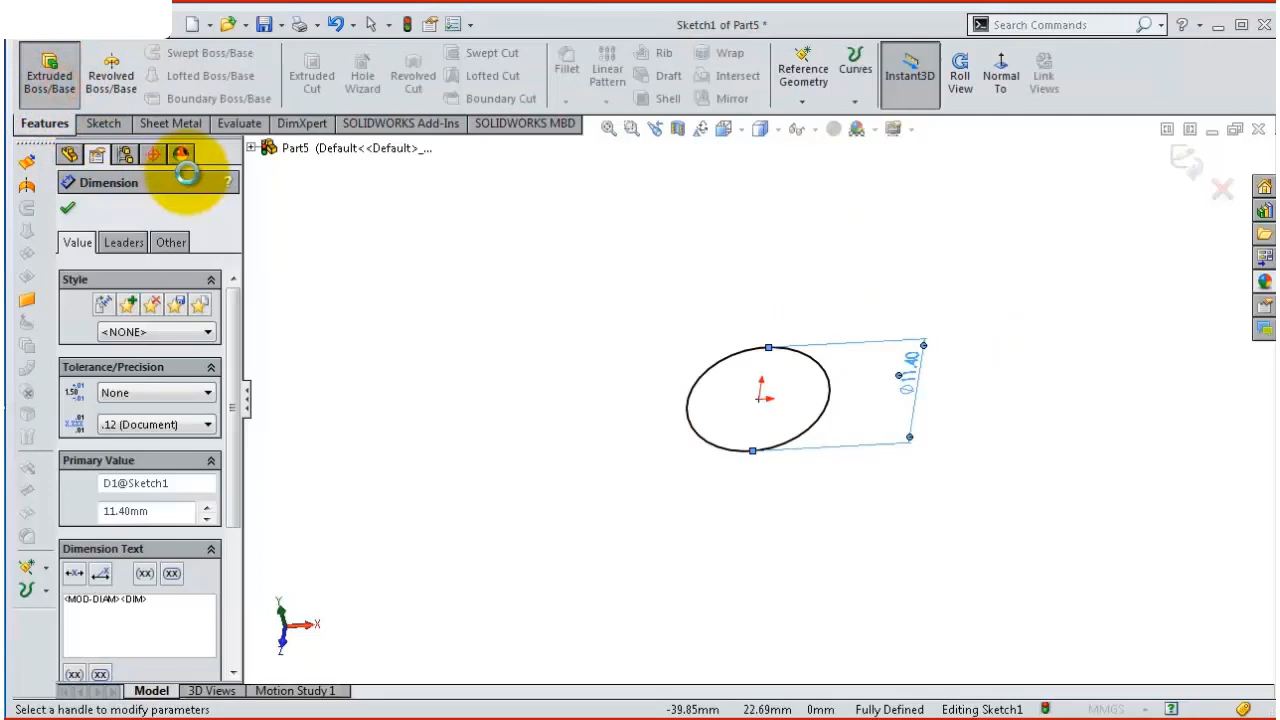 Sketch1 of Part5 *
Search Commands
Extruded Boss/Base
Revolved Boss/Base
Swept Boss/Base
Lofted Boss/Base
Boundary Boss/Base
Extruded Cut
Hole Wizard
Revolved Cut
Swept Cut
Lofted Cut
Boundary Cut
Fillet
Linear Pattern
Rib
Draft
Shell
Wrap
Intersect
Mirror
Reference Geometry
Curves
Instant3D
Roll View
Normal To
Link Views
Features
Sketch
Sheet Metal
Evaluate
DimXpert
SOLIDWORKS Add-Ins
SOLIDWORKS MBD
Part5 (Default<<Default>_...
Dimension
?
Value
Leaders
Other
Style
<NONE>
Tolerance/Precision
None
.12 (Document)
Primary Value
D1@Sketch1
11.40mm
Dimension Text
(xx)
(xx)
<MOD-DIAM><DIM>
(xx)
(xx)
∅11.40
Y
X
Z
Model
3D Views
Motion Study 1
Select a handle to modify parameters
-39.85mm
22.69mm
0mm
Fully Defined
Editing Sketch1
MMGS